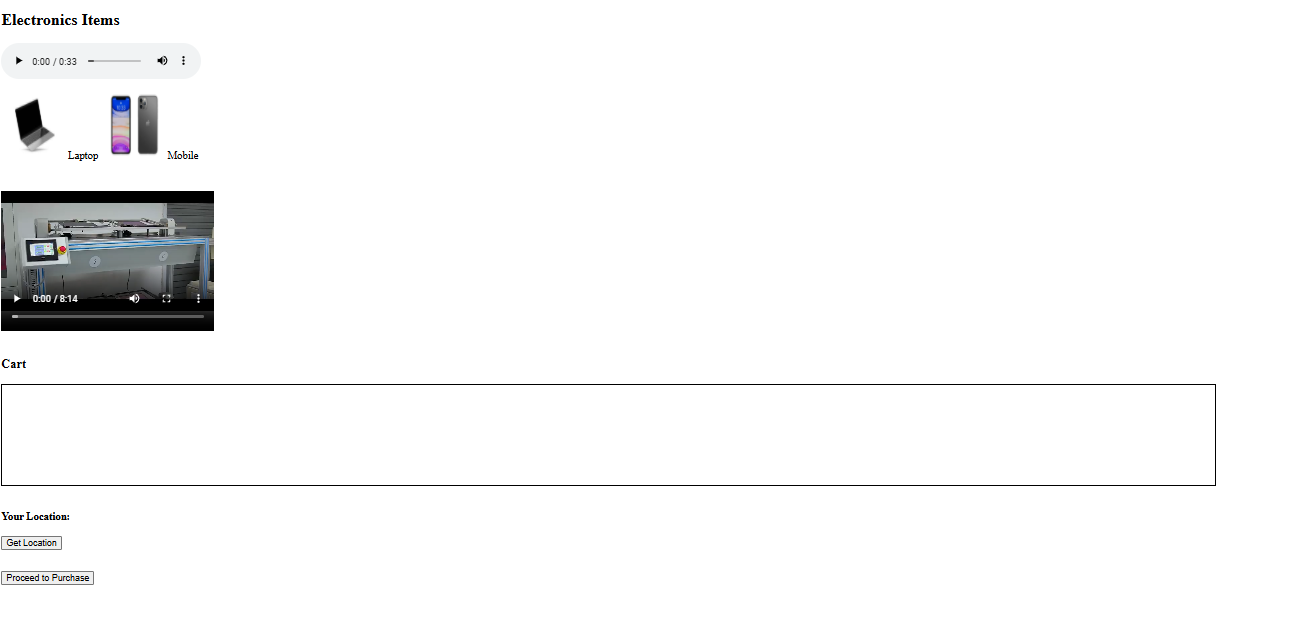 Electronics Items
0:00 / 0:33
Laptop Mobile
0:00 / 8:14
Cart
Your Location:
Get Location
Proceed to Purchase